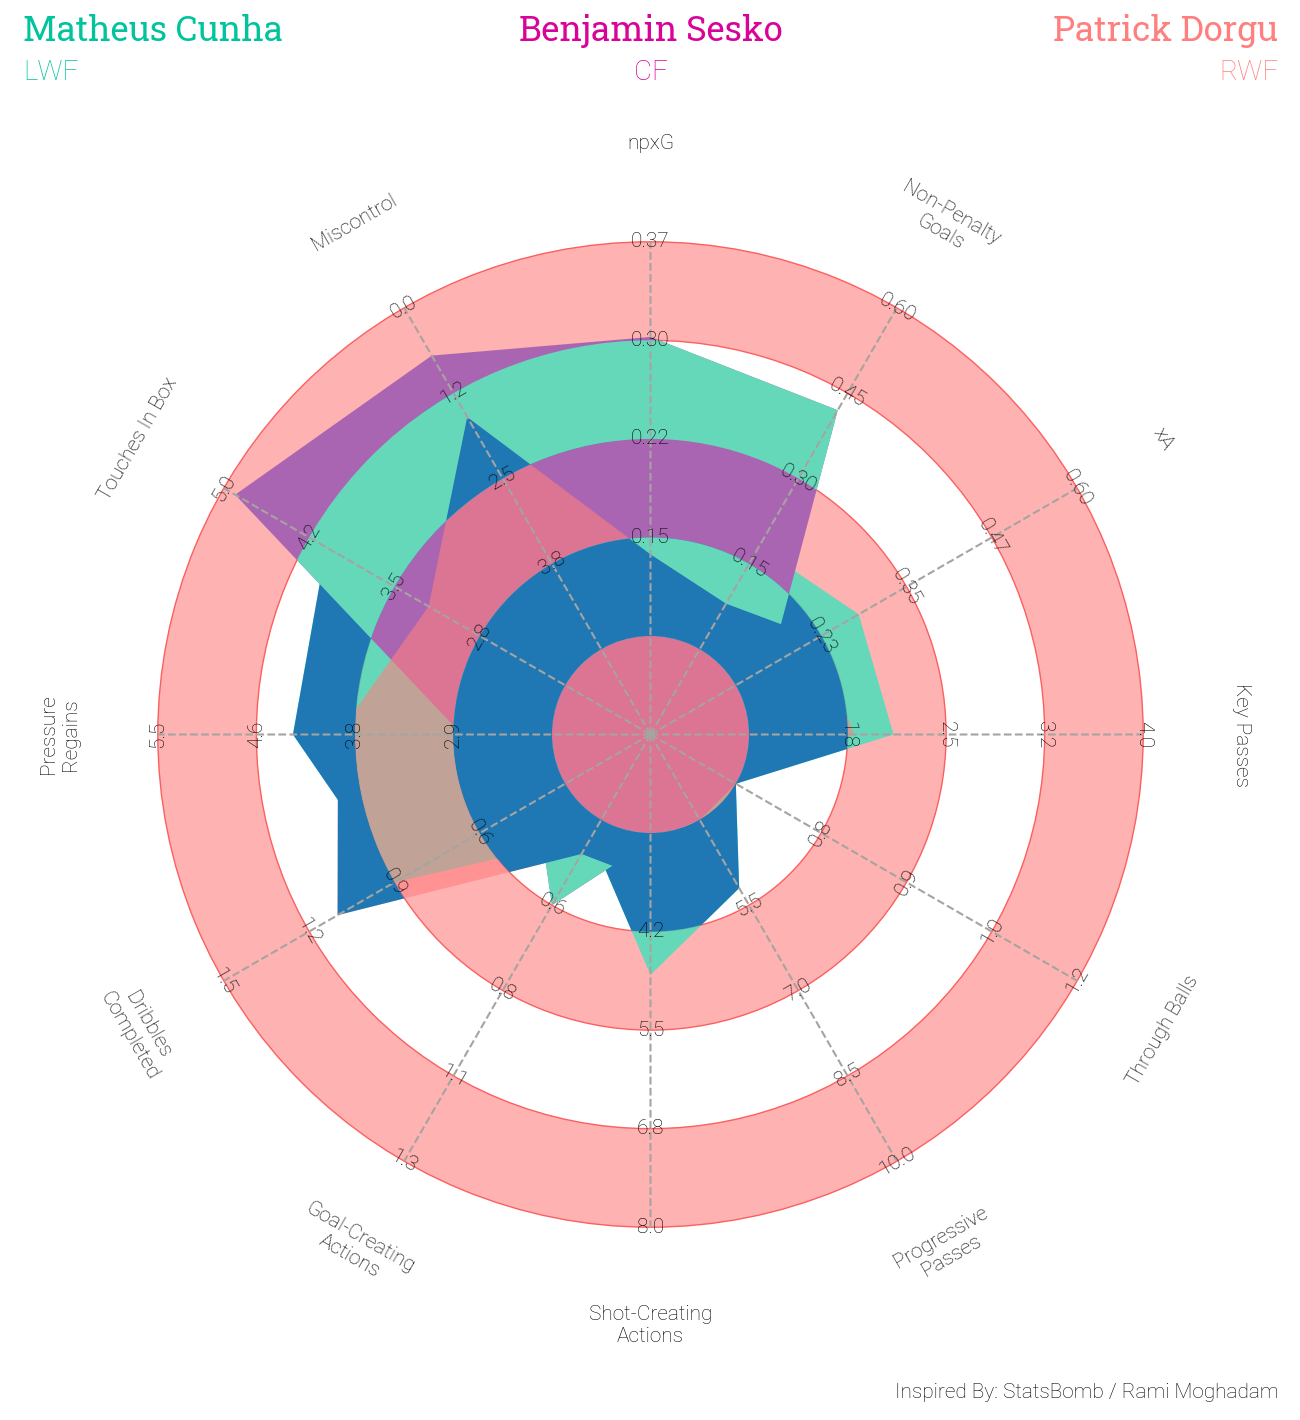 Matheus Cunha
Benjamin Sesko
Patrick Dorgu
LWF
CF
RWF
npxG
Non-Penalty
Goals
xA
Key Passes
Through Balls
Progressive
Passes
Shot-Creating
Actions
Goal-Creating
Actions
Dribbles
Completed
Pressure
Regains
Touches In Box
Miscontrol
0.15
0.22
0.30
0.37
0.15
0.30
0.45
0.60
0.23
0.35
0.47
0.60
1.8
2.5
3.2
4.0
1.2
5.5
7.0
8.5
10.0
4.2
5.5
6.8
8.0
0.6
0.8
1.1
1.3
0.6
0.9
1.2
1.5
2.9
3.8
4.6
5.5
2.8
3.5
4.2
5.0
3.8
2.5
1.2
0.0
Inspired By: StatsBomb / Rami Moghadam